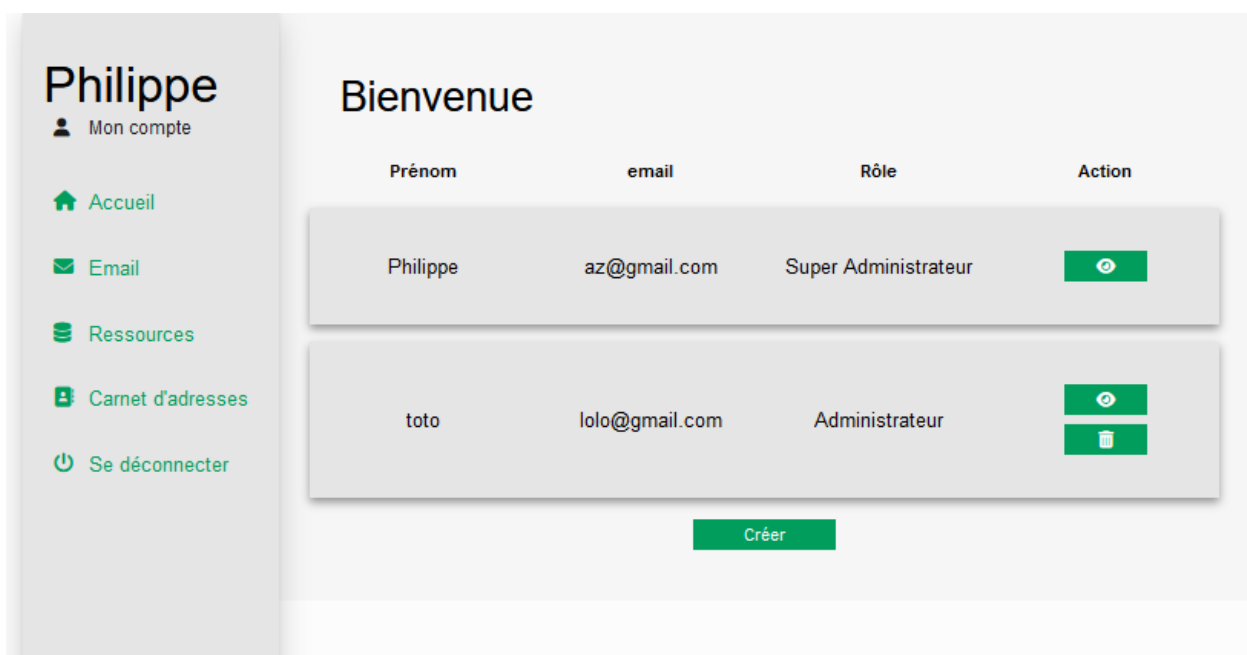 Philippe
Mon compte
Accueil
Email
Ressources
Carnet d'adresses
Se déconnecter
Bienvenue
Prénom email Rôle Action
Philippe az@gmail.com Super Administrateur
toto lolo@gmail.com Administrateur
Créer